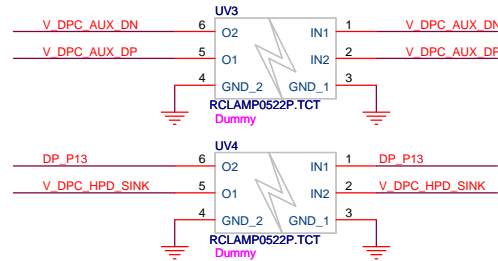 UV3
V_DPC_AUX_DN 6 O2 IN1 1 V_DPC_AUX_DN
V_DPC_AUX_DP 5 O1 IN2 2 V_DPC_AUX_DP
4 GND_2 GND_1 3
RCLAMP0522P.TCT
Dummy
UV4
DP_P13 6 O2 IN1 1 DP_P13
V_DPC_HPD_SINK 5 O1 IN2 2 V_DPC_HPD_SINK
4 GND_2 GND_1 3
RCLAMP0522P.TCT
Dummy